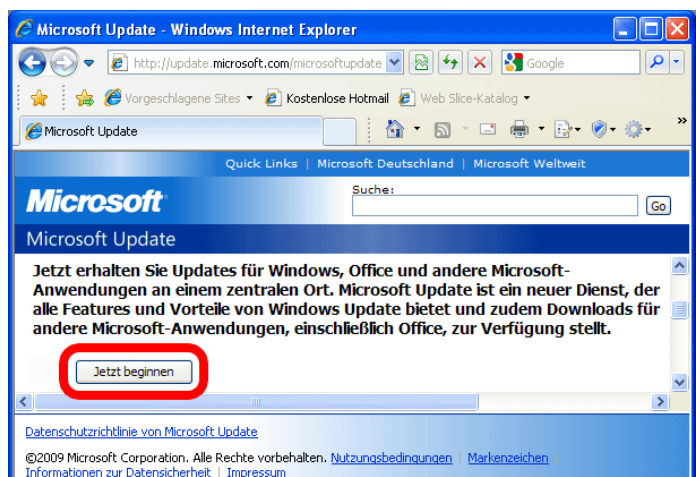 Microsoft Update - Windows Internet Explorer
http://update.microsoft.com/microsoftupdate
Google
Vorgeschlagene Sites
Kostenlose Hotmail
Web Slice-Katalog
Microsoft Update
»
Quick Links | Microsoft Deutschland | Microsoft Weltweit
Microsoft
Suche:
Go
Microsoft Update
Jetzt erhalten Sie Updates für Windows, Office und andere Microsoft-
Anwendungen an einem zentralen Ort. Microsoft Update ist ein neuer Dienst, der
alle Features und Vorteile von Windows Update bietet und zudem Downloads für
andere Microsoft-Anwendungen, einschließlich Office, zur Verfügung stellt.
Jetzt beginnen
Datenschutzrichtlinie von Microsoft Update
©2009 Microsoft Corporation. Alle Rechte vorbehalten. Nutzungsbedingungen | Markenzeichen |
Informationen zur Datensicherheit | Impressum